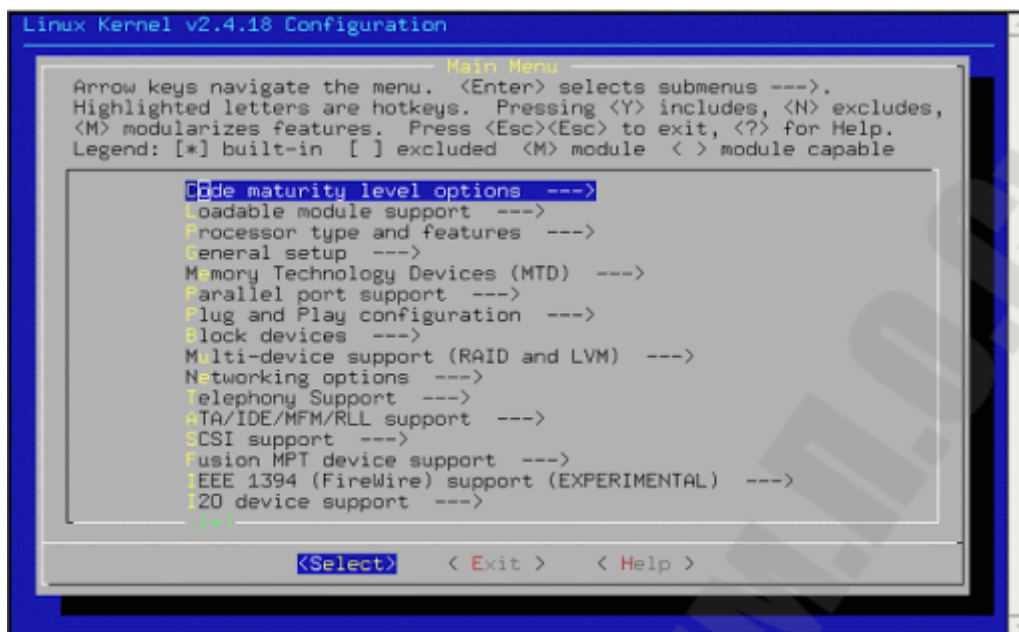 Linux Kernel v2.4.18 Configuration
Main Menu
Arrow keys navigate the menu.  <Enter> selects submenus --->.
Highlighted letters are hotkeys.  Pressing <Y> includes, <N> excludes,
<M> modularizes features.  Press <Esc><Esc> to exit, <?> for Help.
Legend: [*] built-in  [ ] excluded  <M> module  < > module capable
Code maturity level options  --->
Loadable module support  --->
Processor type and features  --->
General setup  --->
Memory Technology Devices (MTD)  --->
Parallel port support  --->
Plug and Play configuration  --->
Block devices  --->
Multi-device support (RAID and LVM)  --->
Networking options  --->
Telephony Support  --->
ATA/IDE/MFM/RLL support  --->
SCSI support  --->
Fusion MPT device support  --->
IEEE 1394 (FireWire) support (EXPERIMENTAL)  --->
I2O device support  --->
.(+)
<Select>    < Exit >    < Help >